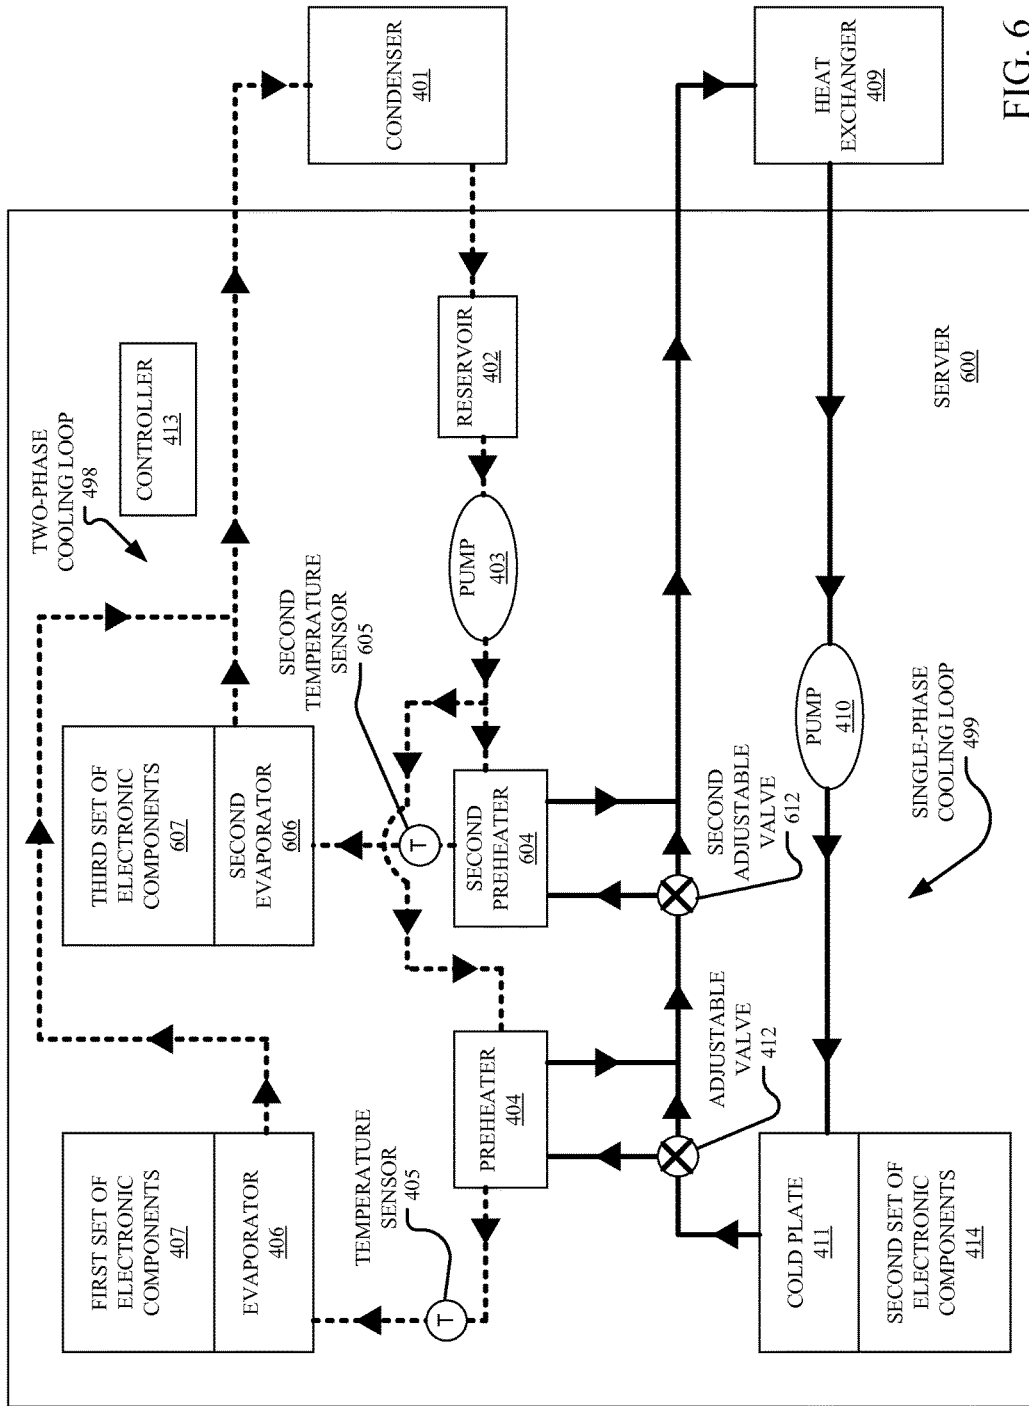 FIRST SET OF
ELECTRONIC
COMPONENTS
407
EVAPORATOR
406
THIRD SET OF
ELECTRONIC
COMPONENTS
607
SECOND
EVAPORATOR
606
TWO-PHASE
COOLING LOOP
498
CONTROLLER
413
CONDENSER
401
TEMPERATURE
SENSOR
405
T
SECOND
TEMPERATURE
SENSOR
605
T
PREHEATER
404
SECOND
PREHEATER
604
PUMP
403
RESERVOIR
402
ADJUSTABLE
VALVE
412
SECOND
ADJUSTABLE
VALVE
612
COLD PLATE
411
SECOND SET OF
ELECTRONIC
COMPONENTS
414
PUMP
410
SINGLE-PHASE
COOLING LOOP
499
SERVER
600
HEAT
EXCHANGER
409
FIG. 6